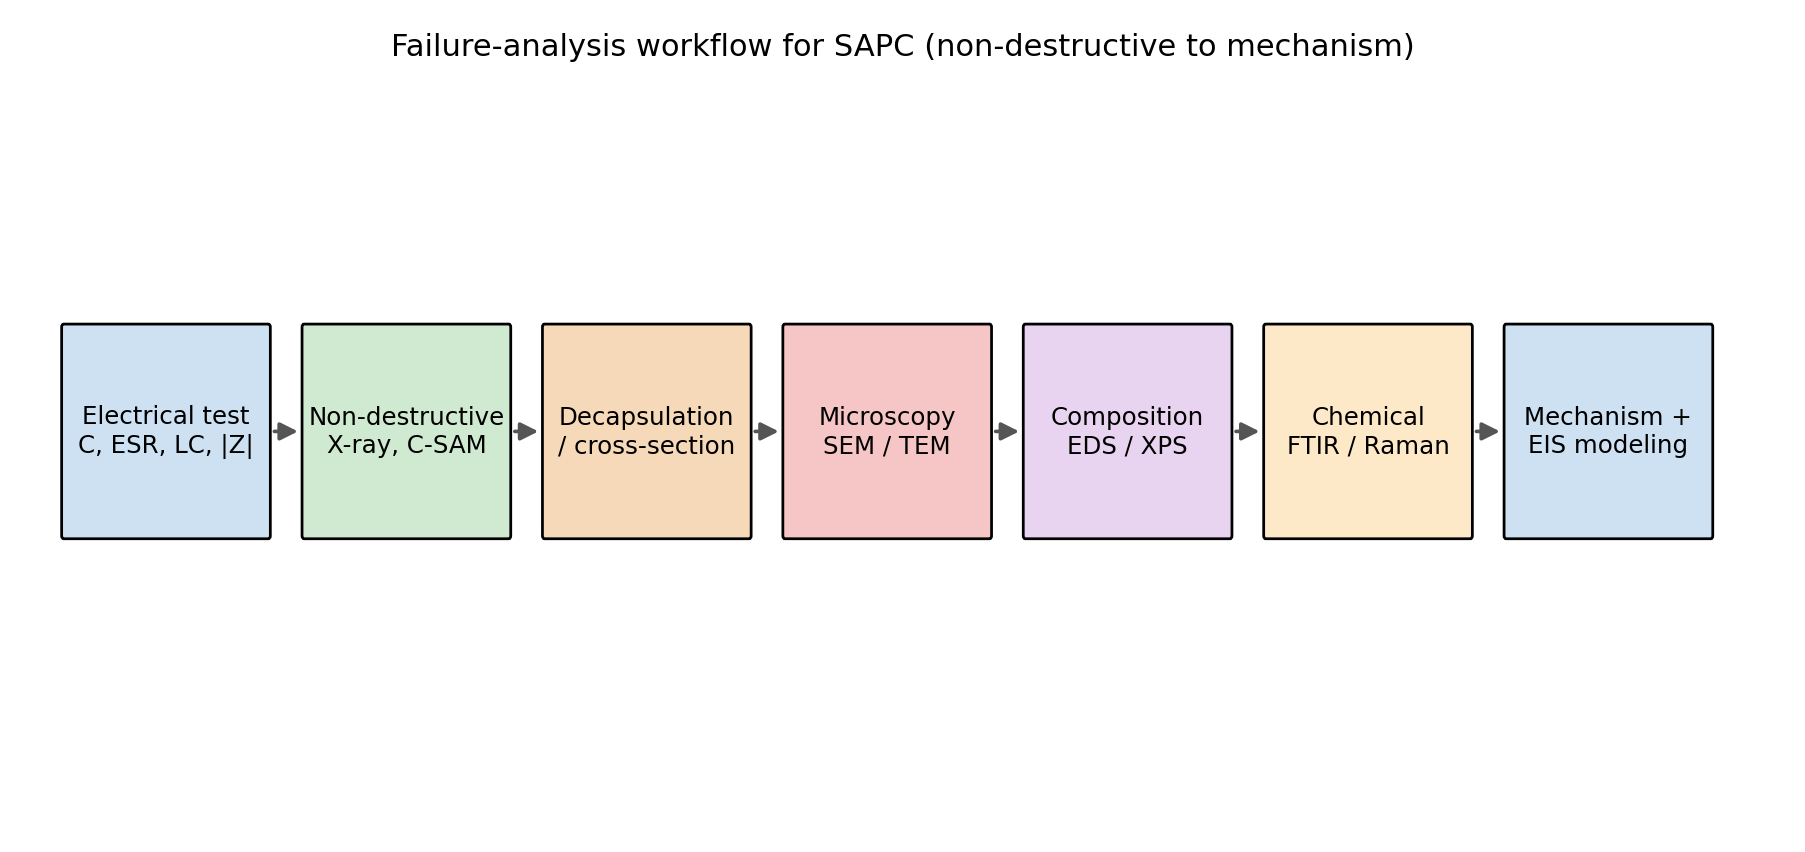 Failure-analysis workflow for SAPC (non-destructive to mechanism)
Electrical test
C, ESR, LC, |Z|
Non-destructive
X-ray, C-SAM
Decapsulation
/ cross-section
Microscopy
SEM / TEM
Composition
EDS / XPS
Chemical
FTIR / Raman
Mechanism +
EIS modeling